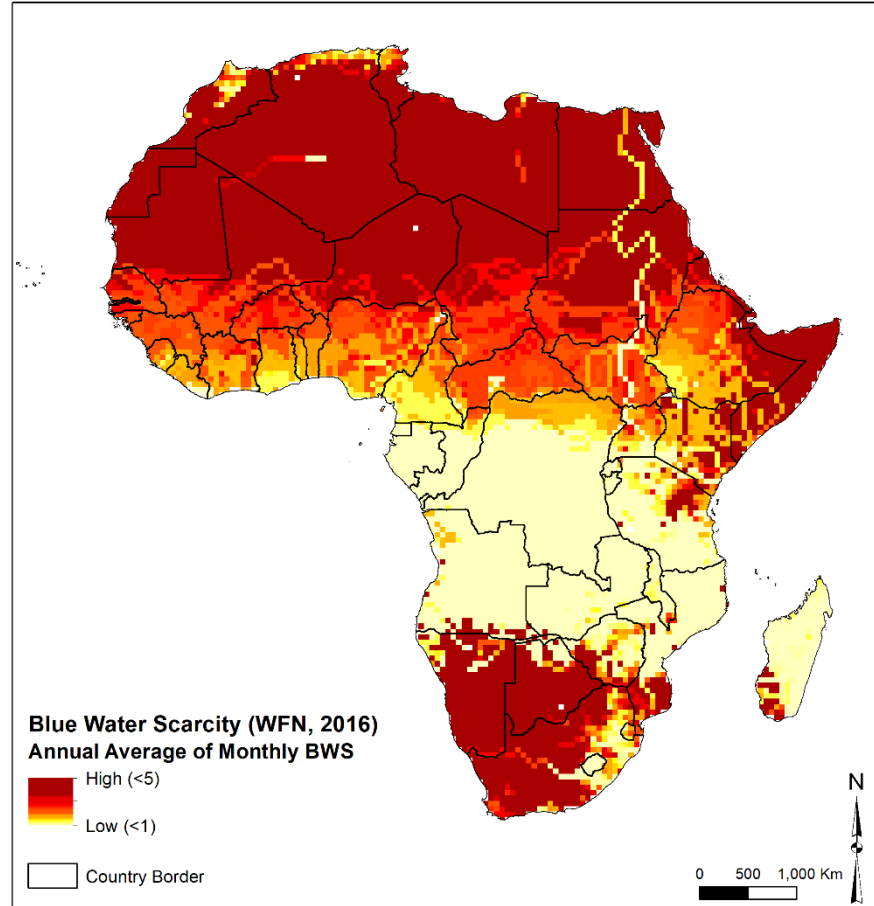 Blue Water Scarcity (WFN, 2016)
Annual Average of Monthly BWS
High (<5)
Low (<1)
Country Border
N
0 500 1,000 Km